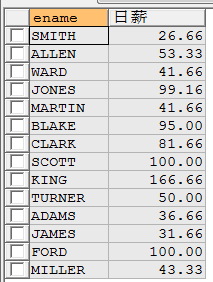 ename 日薪
SMITH 26.66
ALLEN 53.33
WARD 41.66
JONES 99.16
MARTIN 41.66
BLAKE 95.00
CLARK 81.66
SCOTT 100.00
KING 166.66
TURNER 50.00
ADAMS 36.66
JAMES 31.66
FORD 100.00
MILLER 43.33